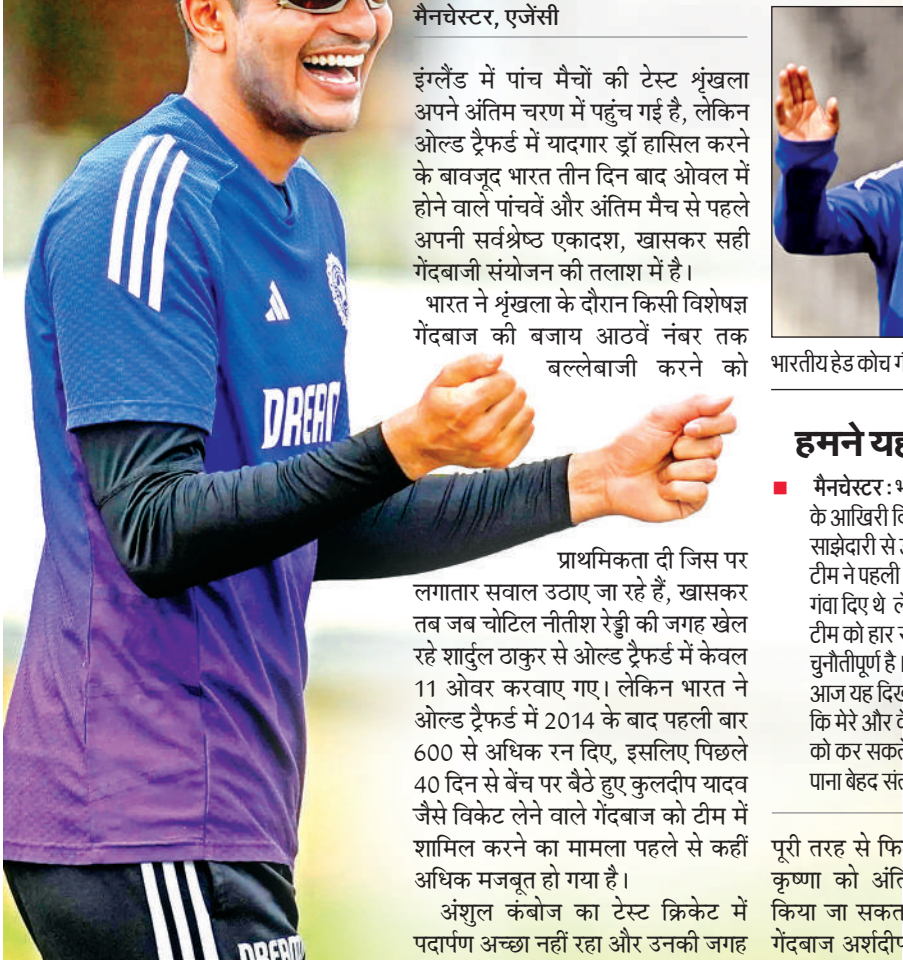 मैनचेस्टर, एजेंसी
इंग्लैंड में पांच मैचों की टेस्ट शृंखला
अपने अंतिम चरण में पहुंच गई है, लेकिन
ओल्ड ट्रैफर्ड में यादगार ड्रॉ हासिल करने
के बावजूद भारत तीन दिन बाद ओवल में
होने वाले पांचवें और अंतिम मैच से पहले
अपनी सर्वश्रेष्ठ एकादश, खासकर सही
गेंदबाजी संयोजन की तलाश में है।
भारत ने शृंखला के दौरान किसी विशेषज्ञ
गेंदबाज की बजाय आठवें नंबर तक
बल्लेबाजी करने को
प्राथमिकता दी जिस पर
लगातार सवाल उठाए जा रहे हैं, खासकर
तब जब चोटिल नीतीश रेड्डी की जगह खेल
रहे शार्दुल ठाकुर से ओल्ड ट्रैफर्ड में केवल
11 ओवर करवाए गए। लेकिन भारत ने
ओल्ड ट्रैफर्ड में 2014 के बाद पहली बार
600 से अधिक रन दिए, इसलिए पिछले
40 दिन से बेंच पर बैठे हुए कुलदीप यादव
जैसे विकेट लेने वाले गेंदबाज को टीम में
शामिल करने का मामला पहले से कहीं
अधिक मजबूत हो गया है।
अंशुल कंबोज का टेस्ट क्रिकेट में
पदार्पण अच्छा नहीं रहा और उनकी जगह
भारतीय हेड कोच
हमने
■ मैनचेस्टर :
के आखिरी
साझेदारी से
टीम ने पहली
गंवा दिए थे
टीम को हार
चुनौतीपूर्ण है।
आज यह
कि मेरे और
को कर
पाना बेहद
पूरी तरह से
कृष्णा को
किया जा
गेंदबाज
DREAM